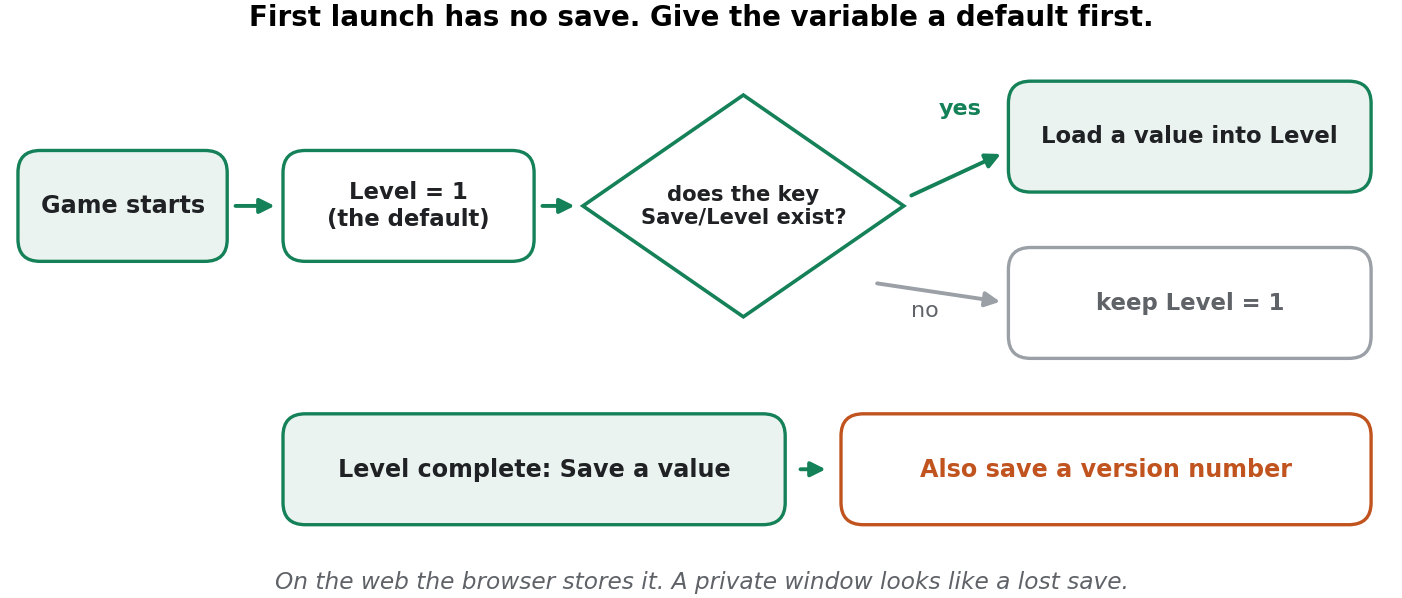 First launch has no save. Give the variable a default first.
Game starts
Level = 1
(the default)
does the key
Save/Level exist?
yes
Load a value into Level
no
keep Level = 1
Level complete: Save a value
Also save a version number
On the web the browser stores it. A private window looks like a lost save.